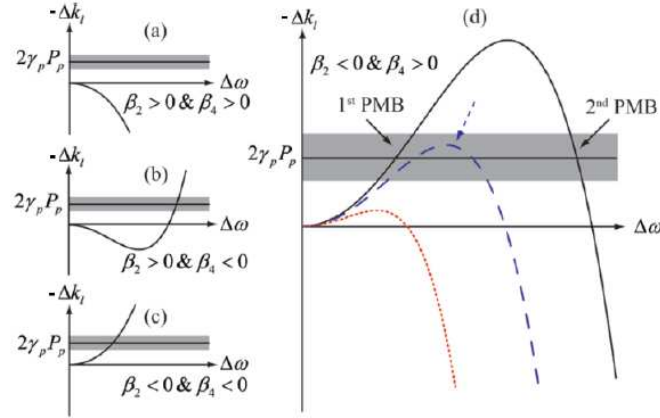 -Δk_l
(a)
2γ_pP_p
Δω
β_2>0 & β_4>0
-Δk_l
(b)
2γ_pP_p
Δω
β_2>0 & β_4<0
-Δk_l
(c)
2γ_pP_p
Δω
β_2<0 & β_4<0
-Δk_l
(d)
β_2<0 & β_4>0
1st PMB
2nd PMB
2γ_pP_p
Δω